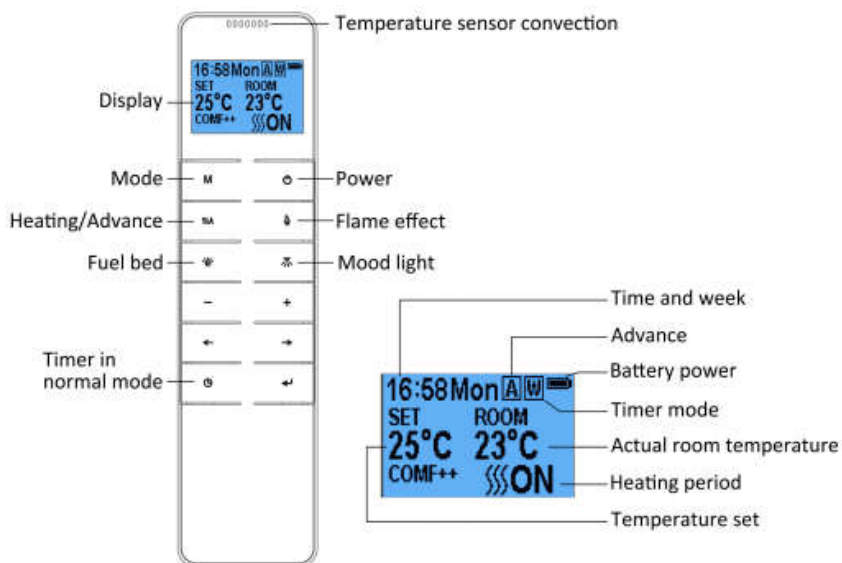 Temperature sensor convection
16:58Mon A W
SET ROOM
25°C 23°C
COMF++ ON
Display
Mode
M
Power
Heating/Advance
Flame effect
Fuel bed
Mood light
- +
← →
Timer in
normal mode
Time and week
Advance
Battery power
16:58Mon A W
Timer mode
SET ROOM
25°C 23°C
Actual room temperature
COMF++ ON
Heating period
Temperature set